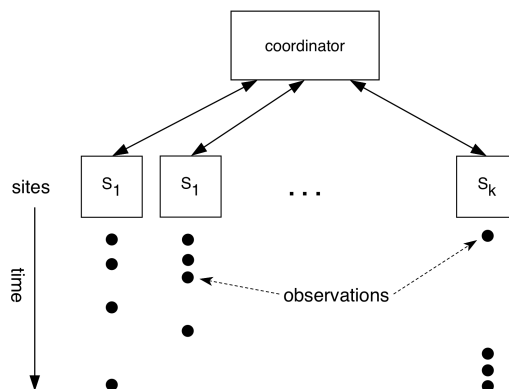 coordinator
sites
S1
S1
...
Sk
time
observations